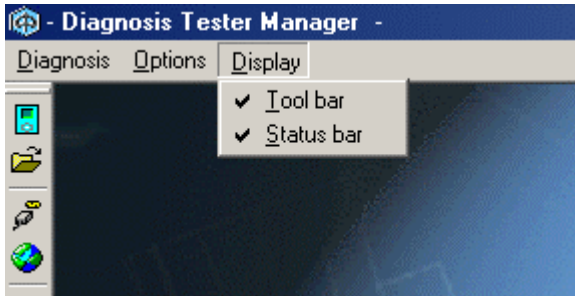 - Diagnosis Tester Manager -
Diagnosis Options Display
Tool bar
Status bar